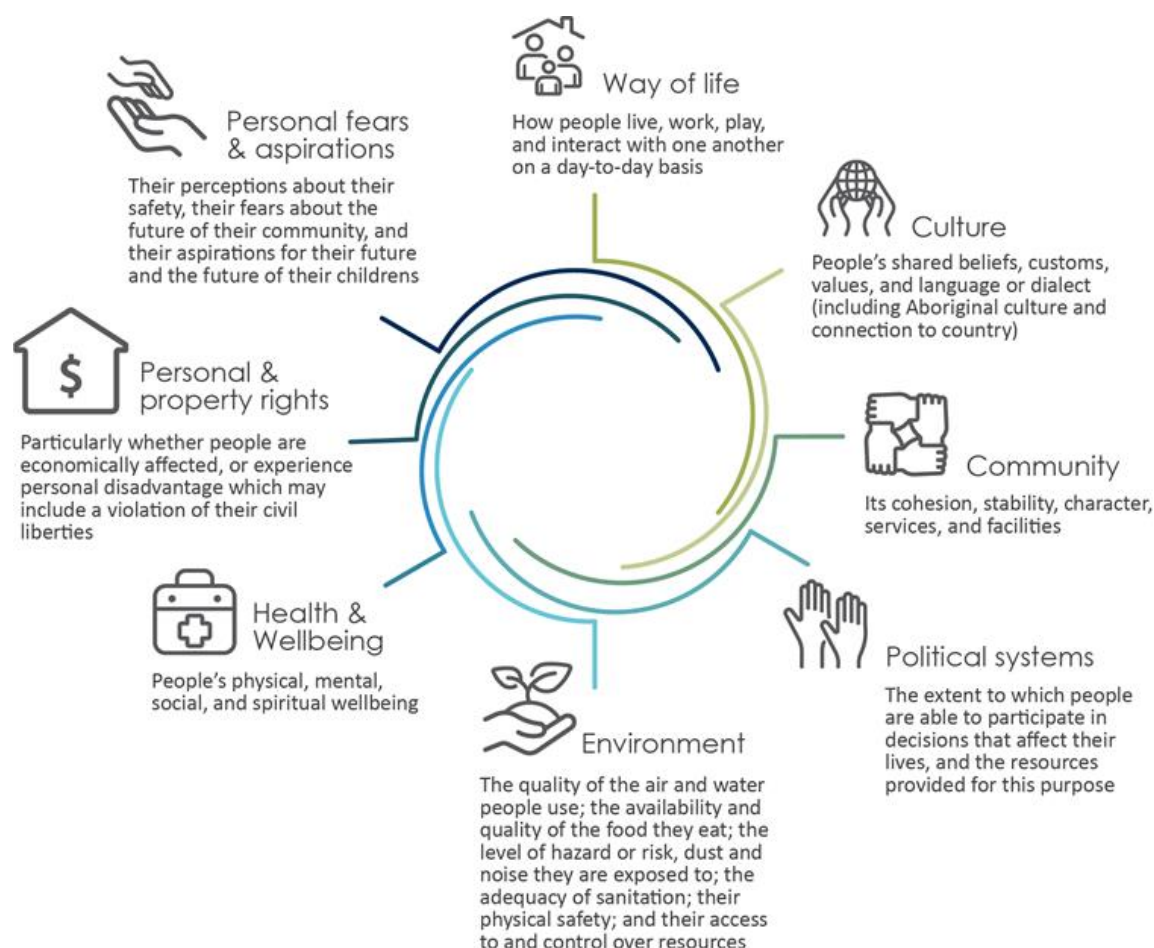 Way of life
How people live, work, play,
and interact with one another
on a day-to-day basis
Culture
People's shared beliefs, customs,
values, and language or dialect
(including Aboriginal culture and
connection to country)
Community
Its cohesion, stability, character,
services, and facilities
Political systems
The extent to which people
are able to participate in
decisions that affect their
lives, and the resources
provided for this purpose
Environment
The quality of the air and water
people use; the availability and
quality of the food they eat; the
level of hazard or risk, dust and
noise they are exposed to; the
adequacy of sanitation; their
physical safety; and their access
to and control over resources
Health &
Wellbeing
People's physical, mental,
social, and spiritual wellbeing
Personal &
property rights
$
Particularly whether people are
economically affected, or experience
personal disadvantage which may
include a violation of their civil
liberties
Personal fears
& aspirations
Their perceptions about their
safety, their fears about the
future of their community, and
their aspirations for their future
and the future of their childrens